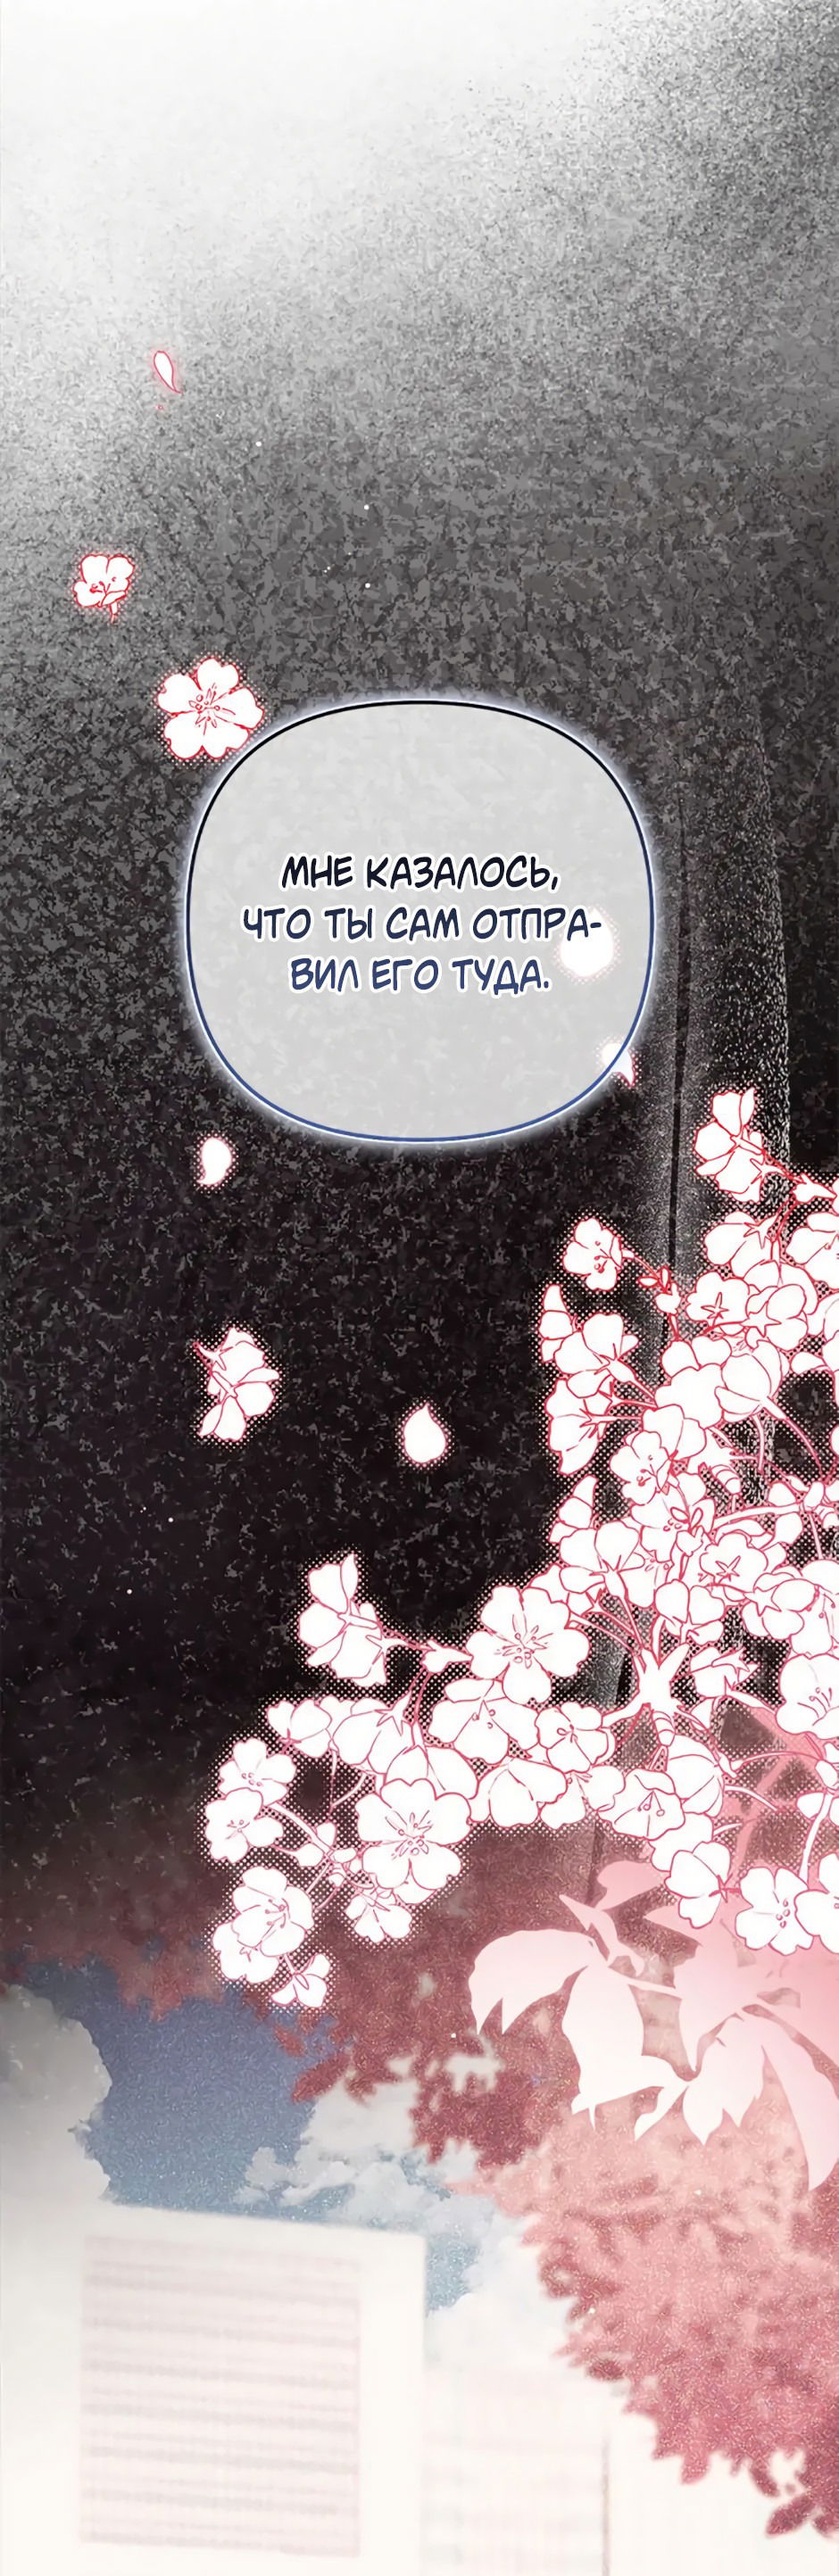 МНЕ КАЗАЛОСЬ,
ЧТО ТЫ САМ ОТПРА-
ВИЛ ЕГО ТУДА.